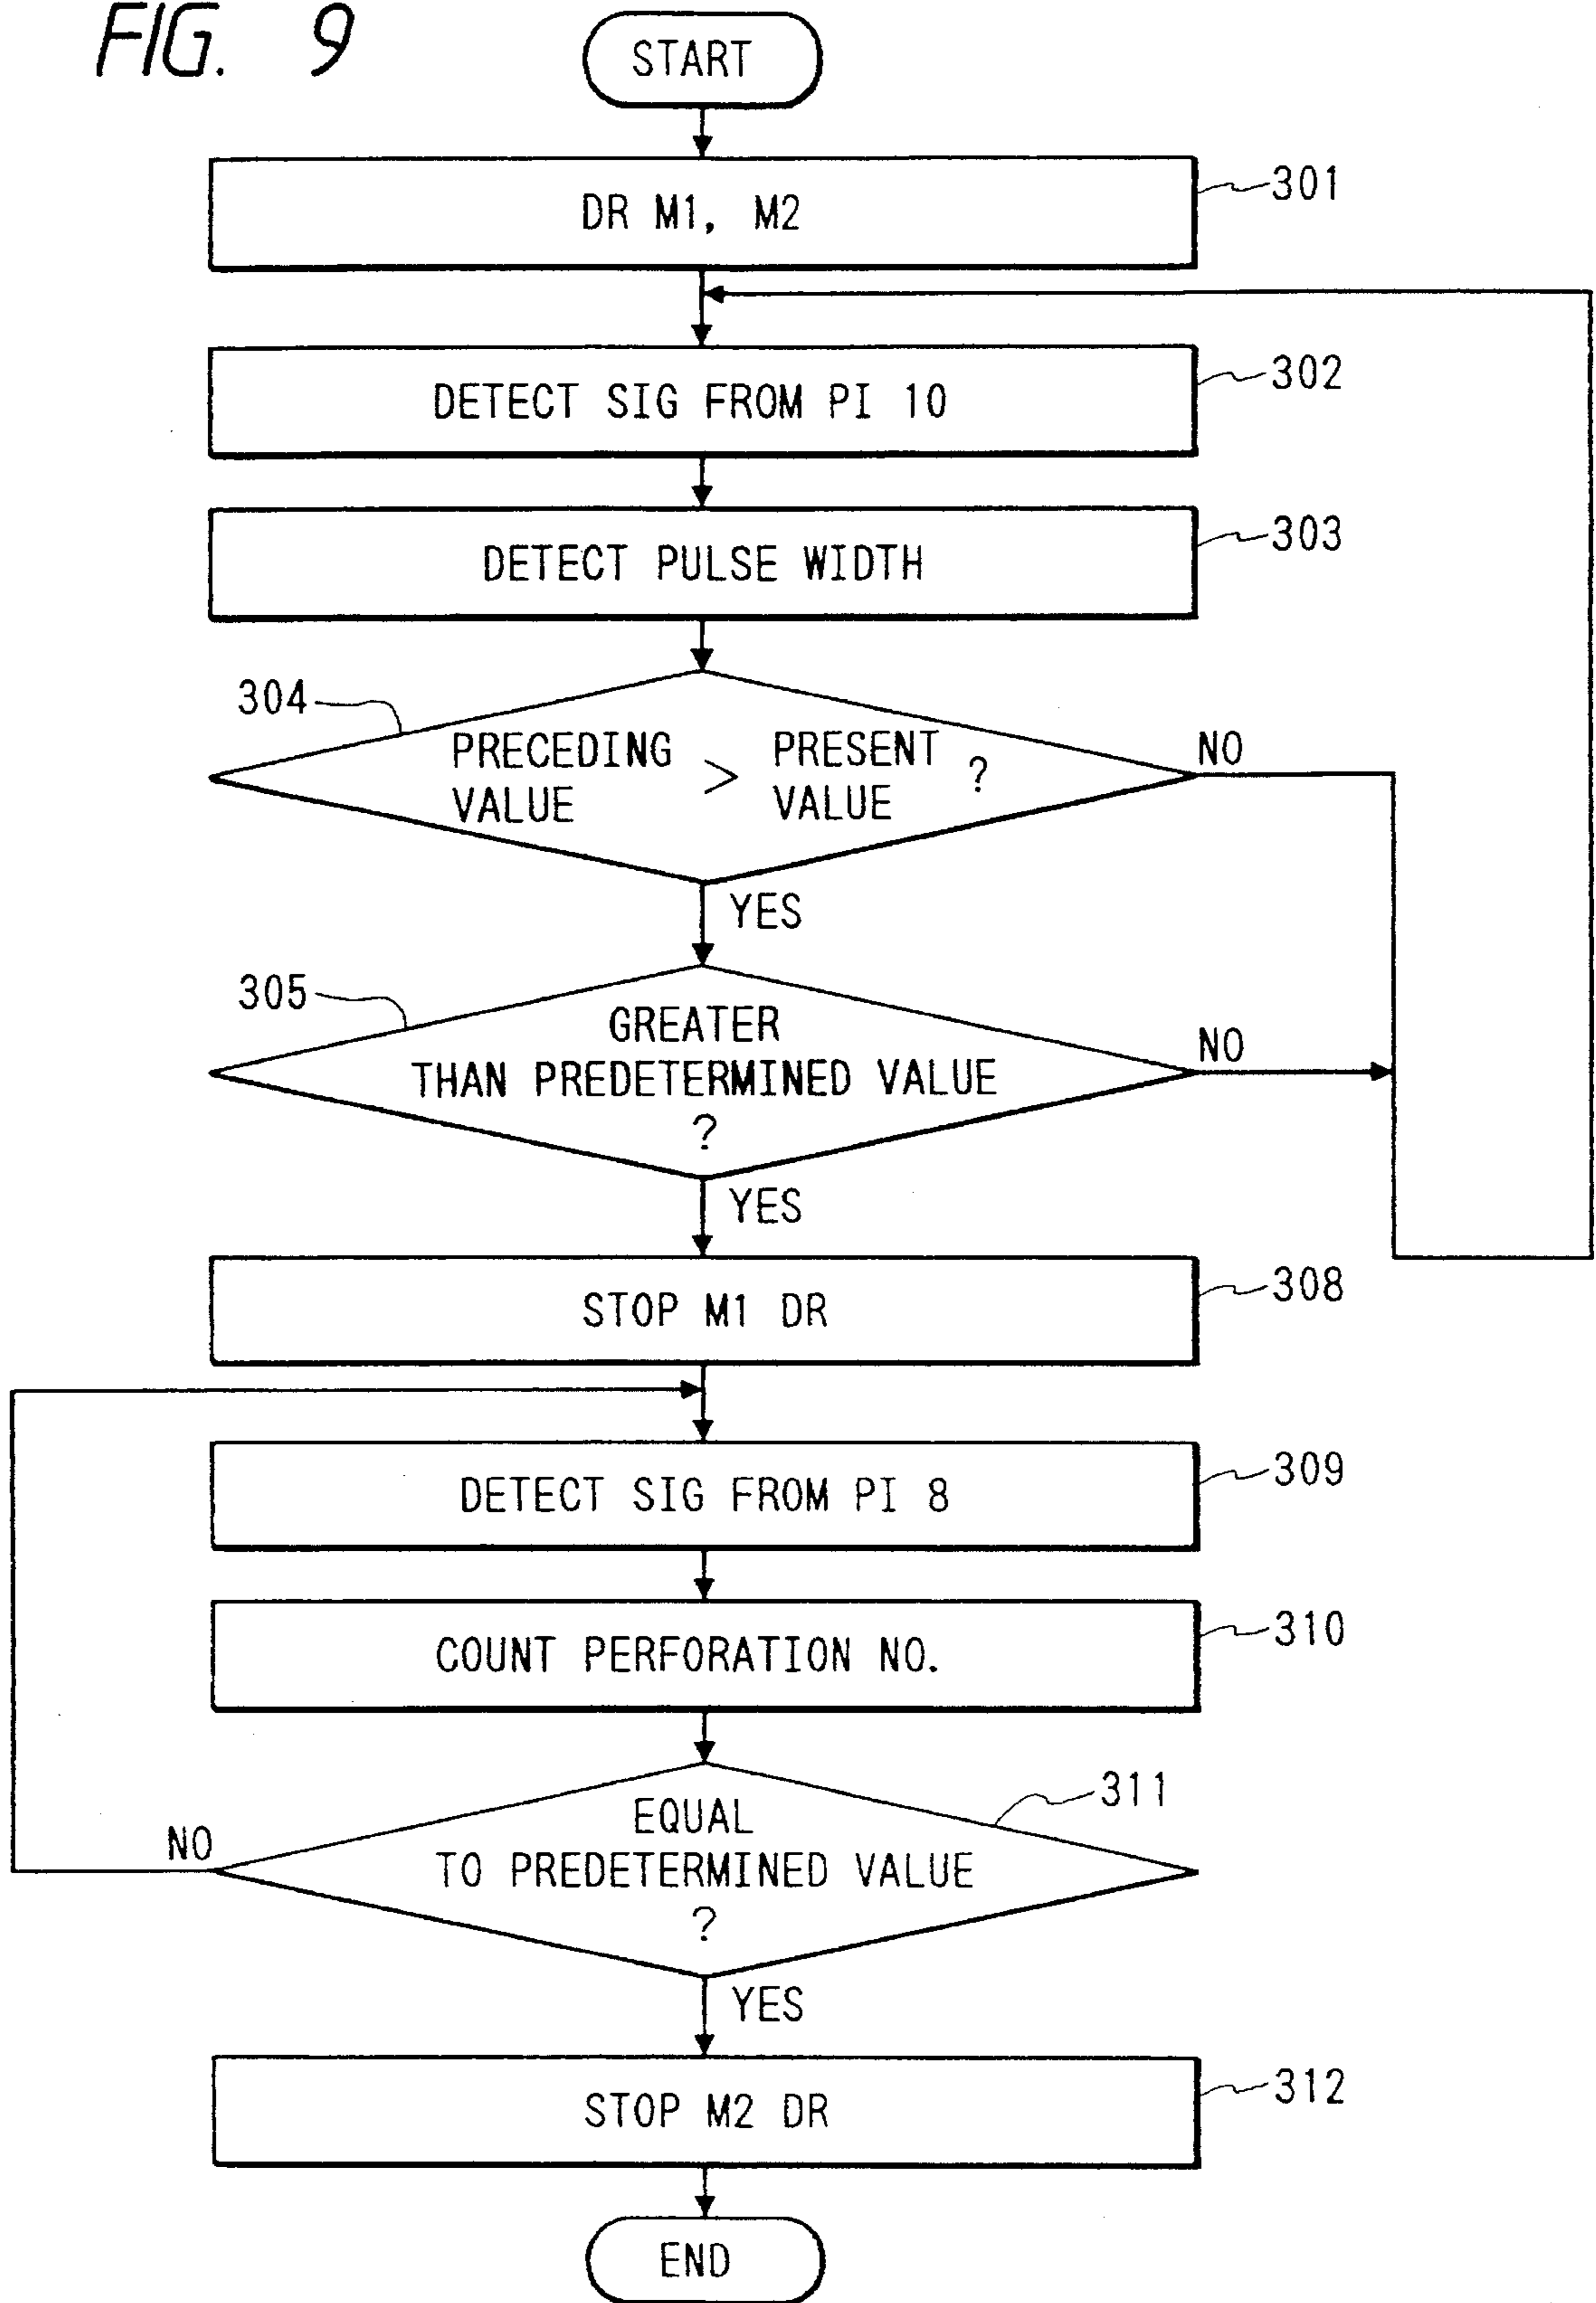 FIG. 9
START
DR M1, M2
301
DETECT SIG FROM PI 10
302
DETECT PULSE WIDTH
303
304
PRECEDING VALUE > PRESENT VALUE ?
NO
YES
305
GREATER
THAN PREDETERMINED VALUE
?
NO
YES
STOP M1 DR
308
DETECT SIG FROM PI 8
309
COUNT PERFORATION NO.
310
311
EQUAL
TO PREDETERMINED VALUE
?
NO
YES
STOP M2 DR
312
END